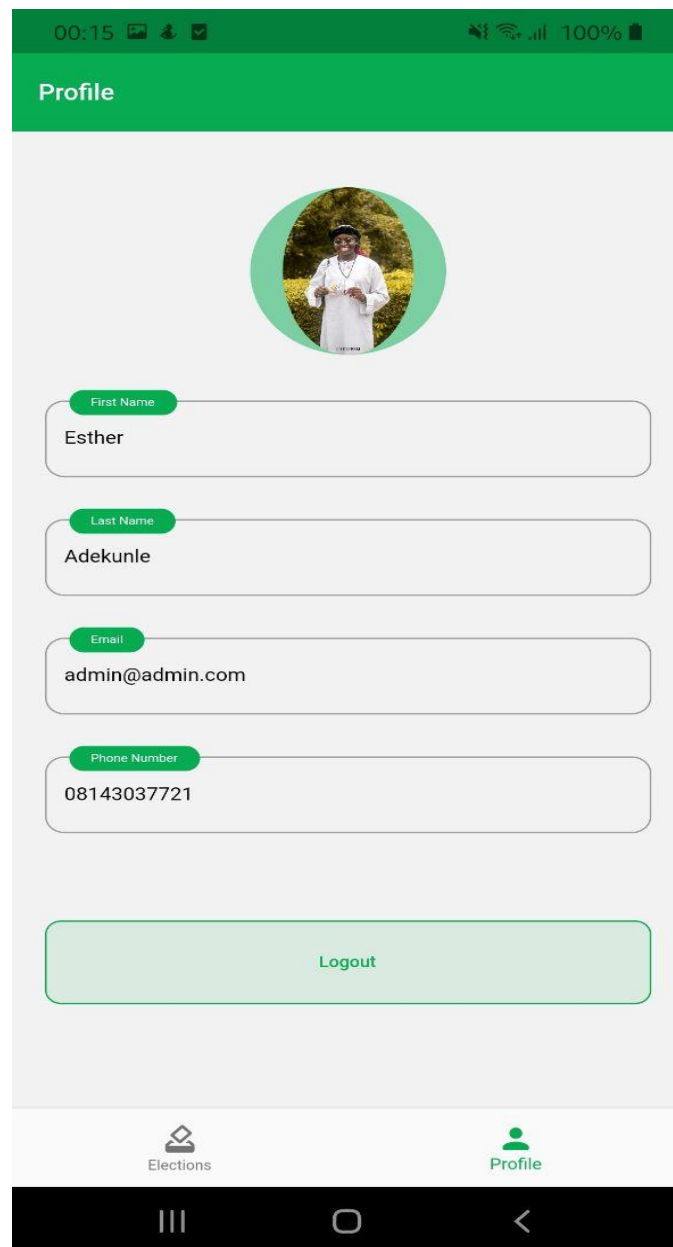 00:15 100%
Profile
First Name
Esther
Last Name
Adekunle
Email
admin@admin.com
Phone Number
08143037721
Logout
Elections Profile